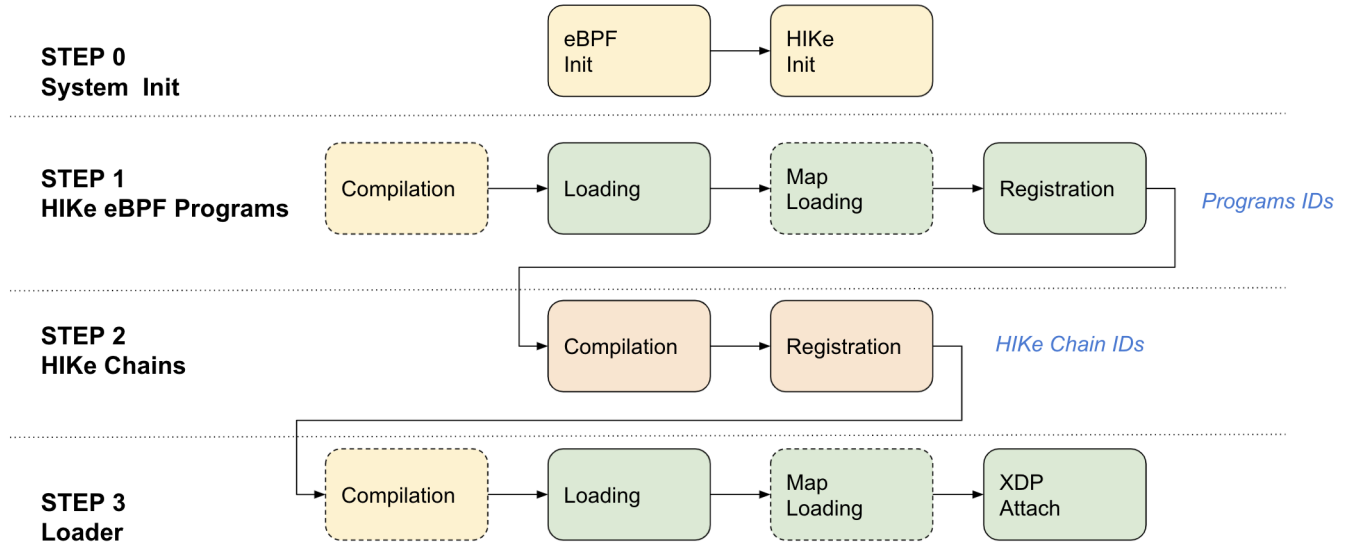 STEP 0
System Init
eBPF
Init
HIKe
Init
STEP 1
HIKe eBPF Programs
Compilation
Loading
Map
Loading
Registration
Programs IDs
STEP 2
HIKe Chains
Compilation
Registration
HIKe Chain IDs
STEP 3
Loader
Compilation
Loading
Map
Loading
XDP
Attach